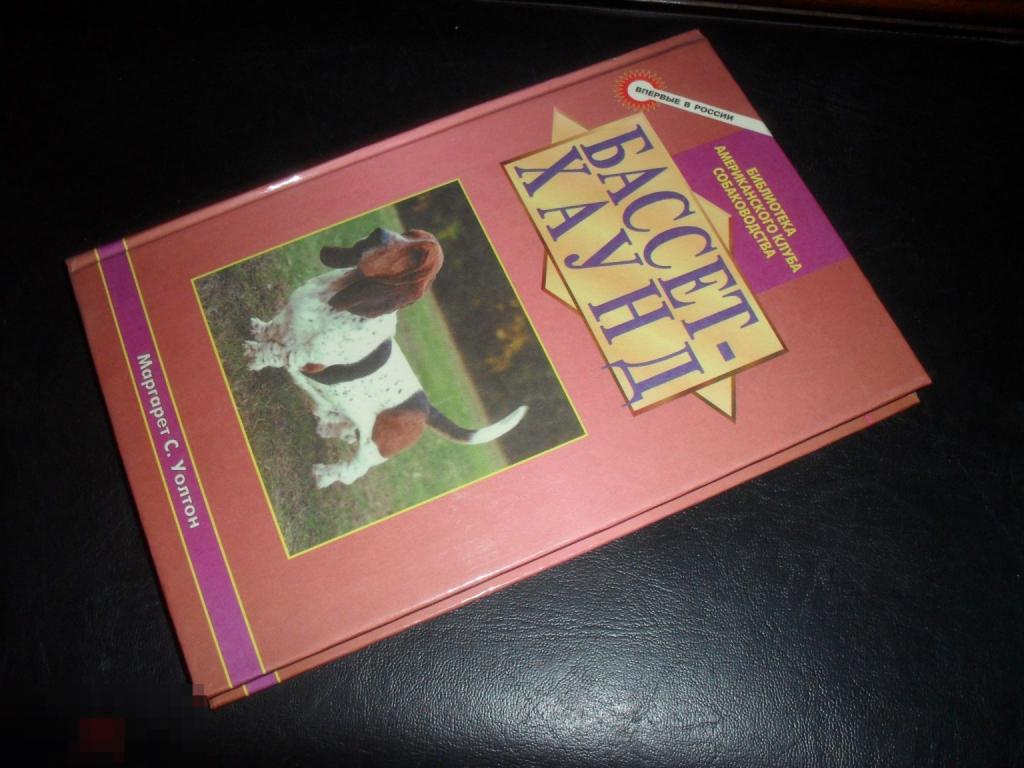 ВПЕРВЫЕ В РОССИИ
БИБЛИОТЕКА
АМЕРИКАНСКОГО КЛУБА
СОБАКОВОДСТВА
БАССЕТ-
ХАУНД
Маргарет С. Уолтон